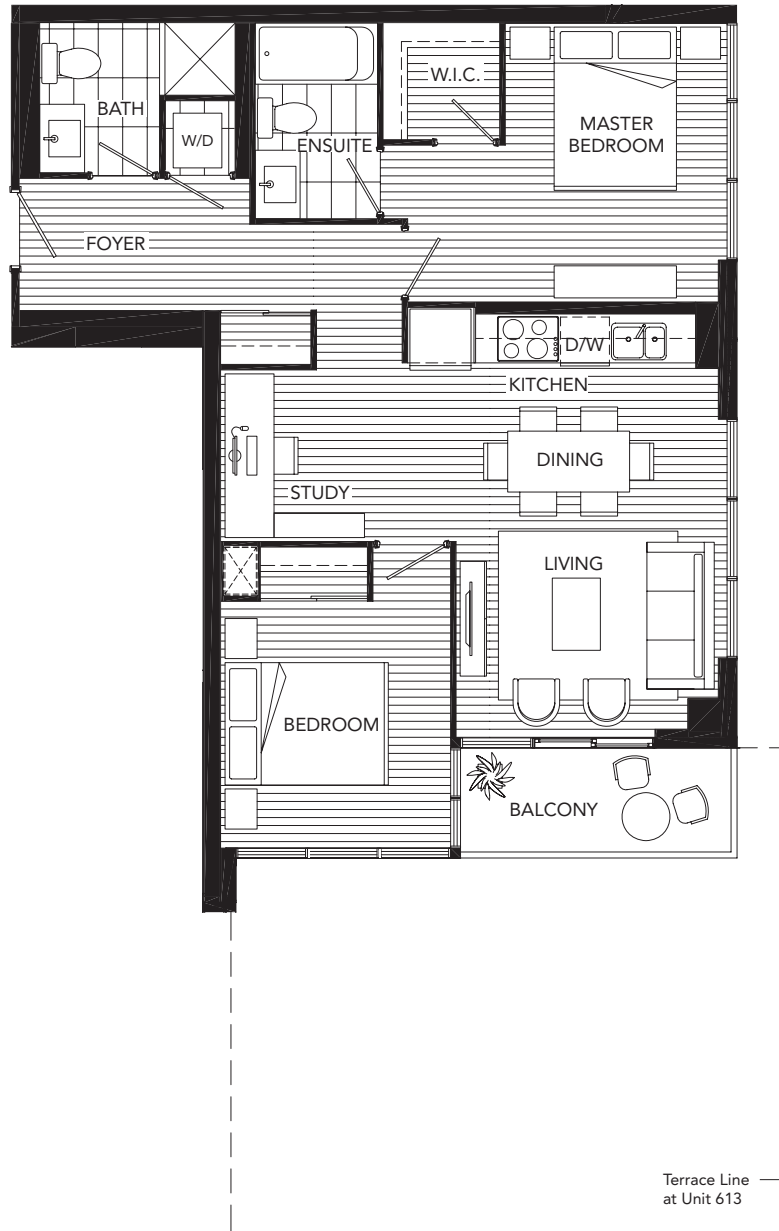 BATH
W/D
ENSUITE
W.I.C.
MASTER
BEDROOM
FOYER
D/W
KITCHEN
DINING
STUDY
LIVING
BEDROOM
BALCONY
Terrace Line
at Unit 613